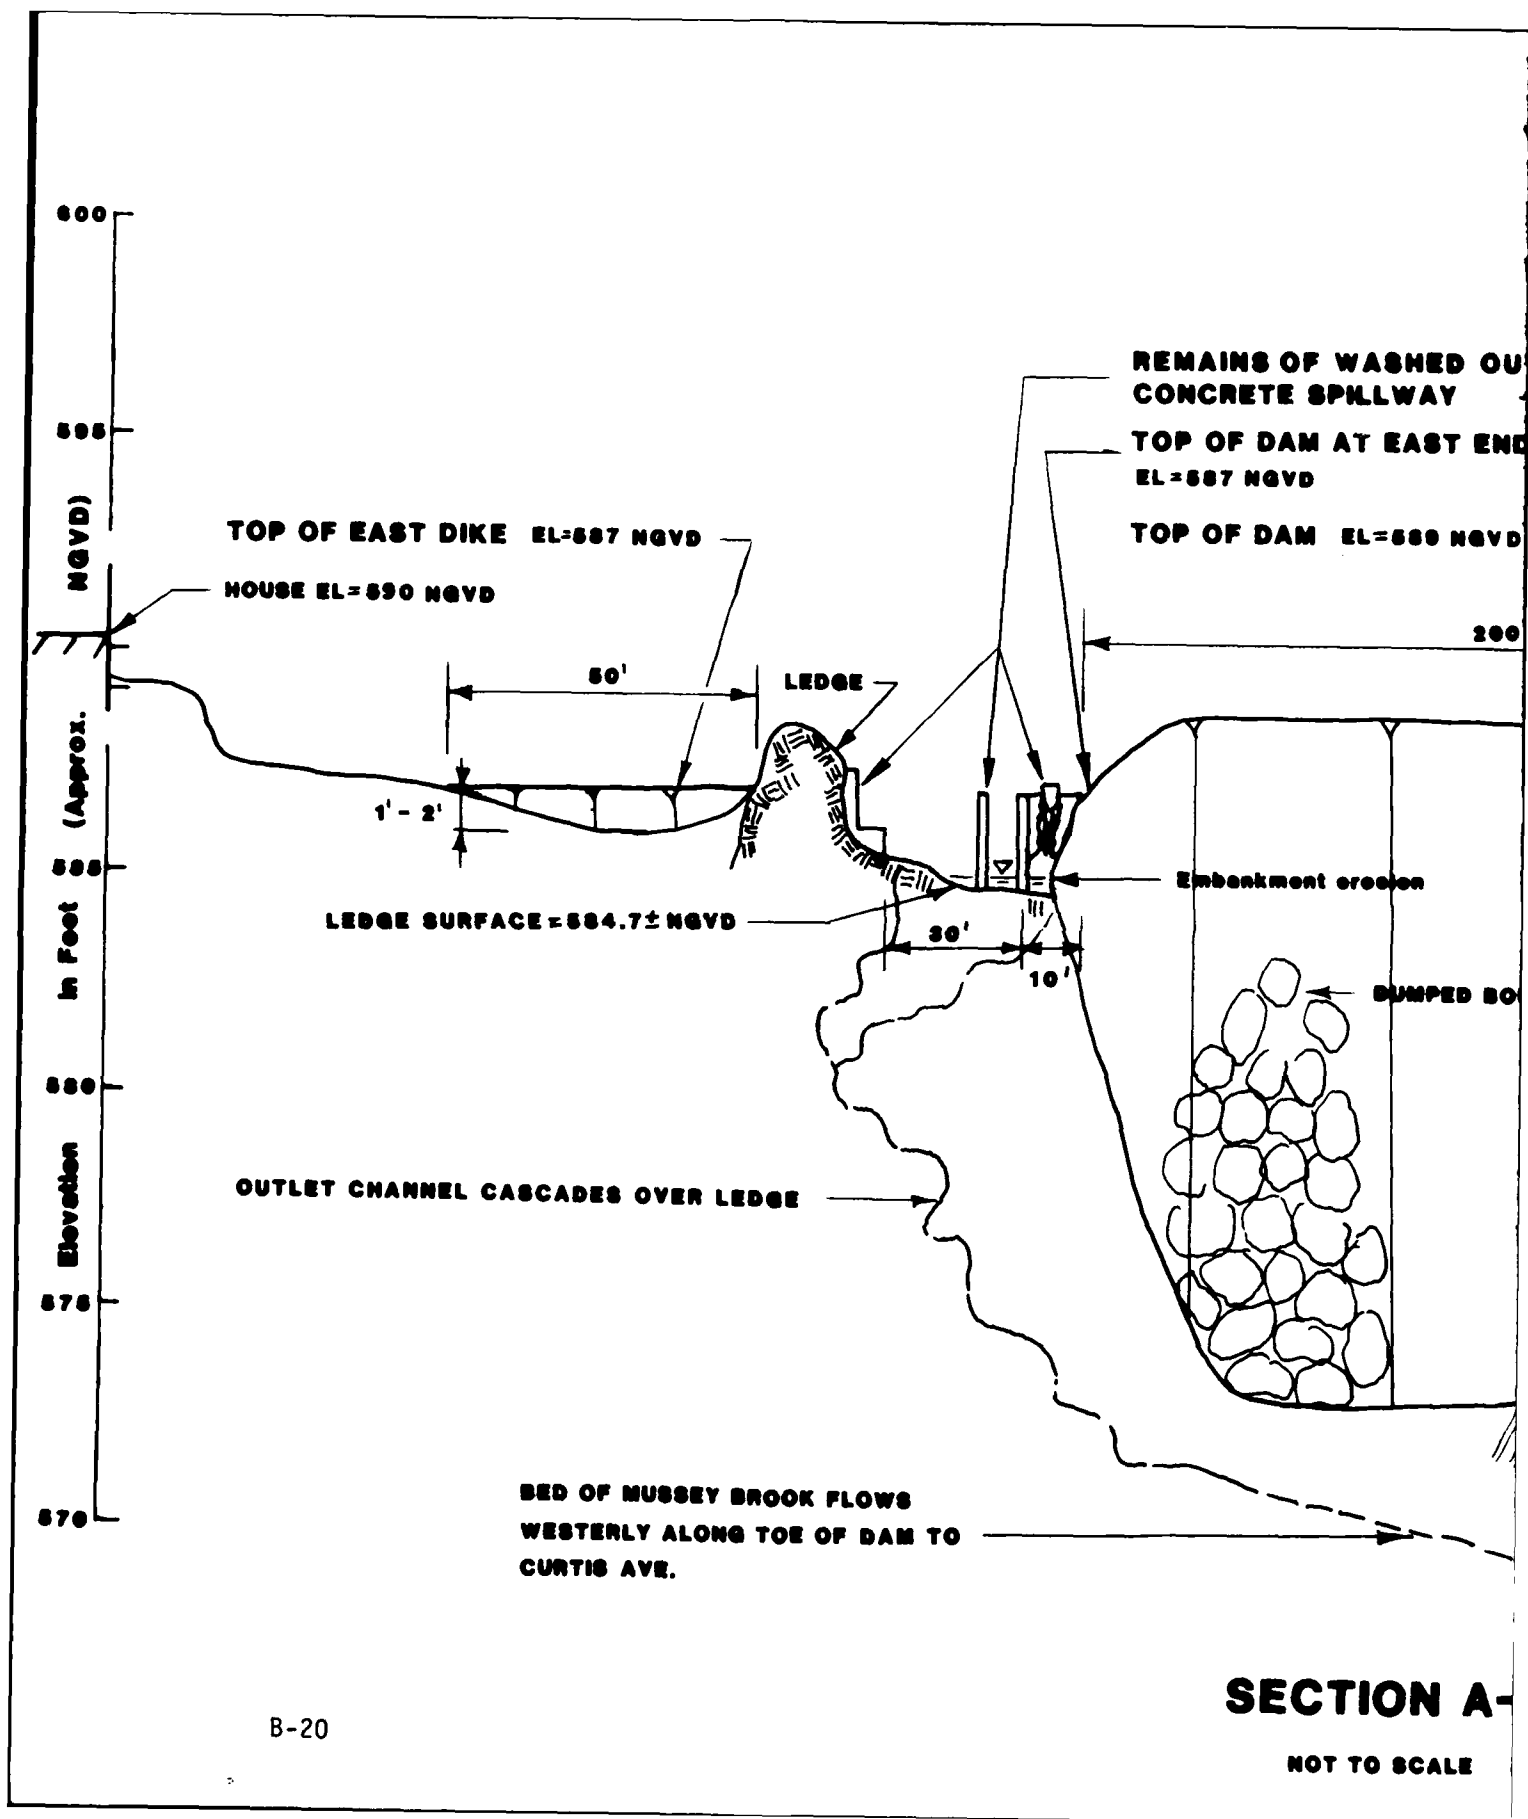 600
REMAINS OF WASHED OU
CONCRETE SPILLWAY
595
TOP OF DAM AT EAST END
EL=587 NGVD
TOP OF EAST DIKE EL=587 NGVD
TOP OF DAM EL=589 NGVD
HOUSE EL=590 NGVD
200
50'
LEDGE
1' - 2'
585
Embankment erosion
LEDGE SURFACE=584.7± NGVD
30'
10'
DUMPED BO
580
OUTLET CHANNEL CASCADES OVER LEDGE
575
BED OF MUSSEY BROOK FLOWS
WESTERLY ALONG TOE OF DAM TO
CURTIS AVE.
570
Elevation in Feet (Approx. NGVD)
SECTION A-
NOT TO SCALE
B-20